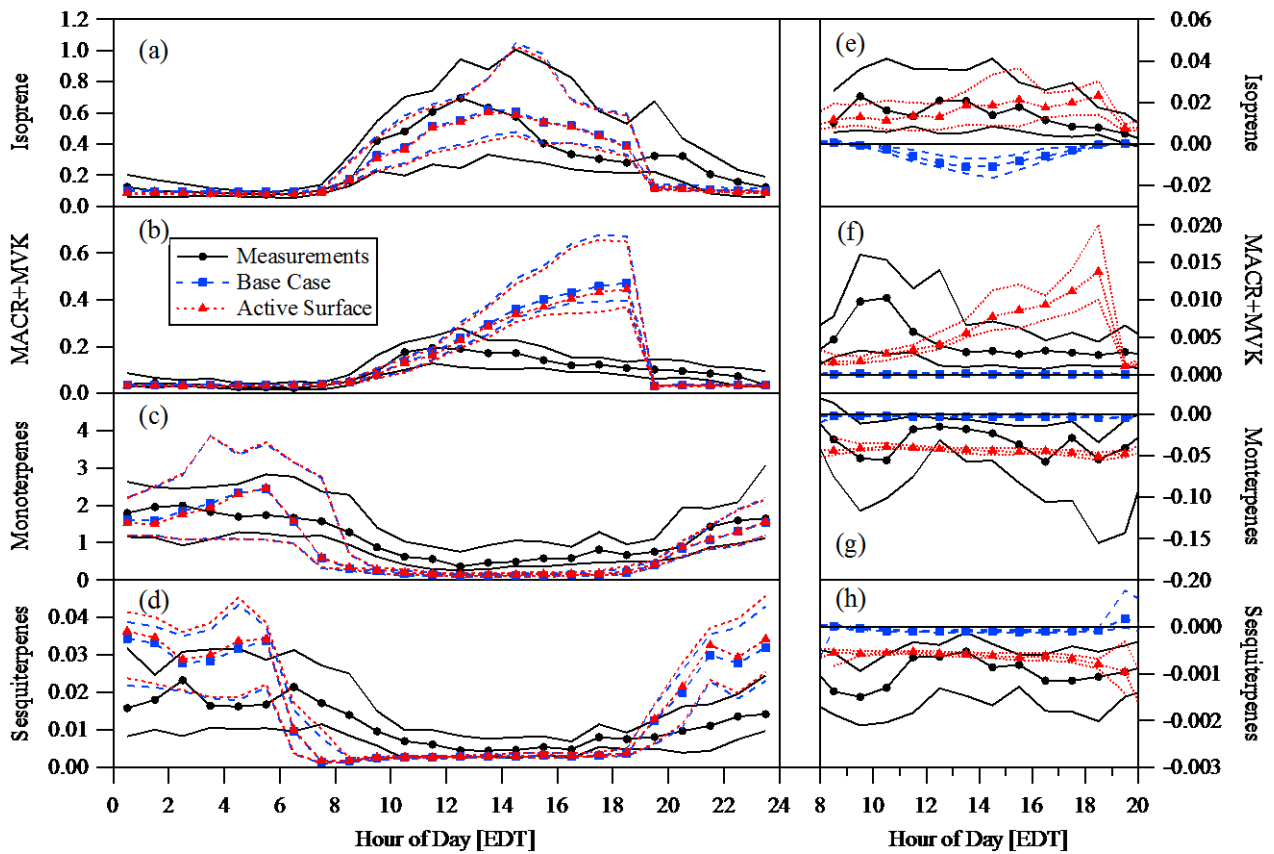 1.2
1.0
0.8
0.6
0.4
0.2
0.0
Isoprene
(a)
0.6
0.4
0.2
0.0
MACR+MVK
(b)
Measurements
Base Case
Active Surface
4
3
2
1
0
Monoterpenes
(c)
0.04
0.03
0.02
0.01
0.00
Sesquiterpenes
(d)
0 2 4 6 8 10 12 14 16 18 20 22 24
Hour of Day [EDT]
(e)
0.06
0.04
0.02
0.00
-0.02
Isoprene
(f)
0.020
0.015
0.010
0.005
0.000
MACR+MVK
0.00
-0.05
-0.10
-0.15
-0.20
Monterpenes
(g)
(h)
0.000
-0.001
-0.002
-0.003
Sesquiterpenes
8 10 12 14 16 18 20
Hour of Day [EDT]